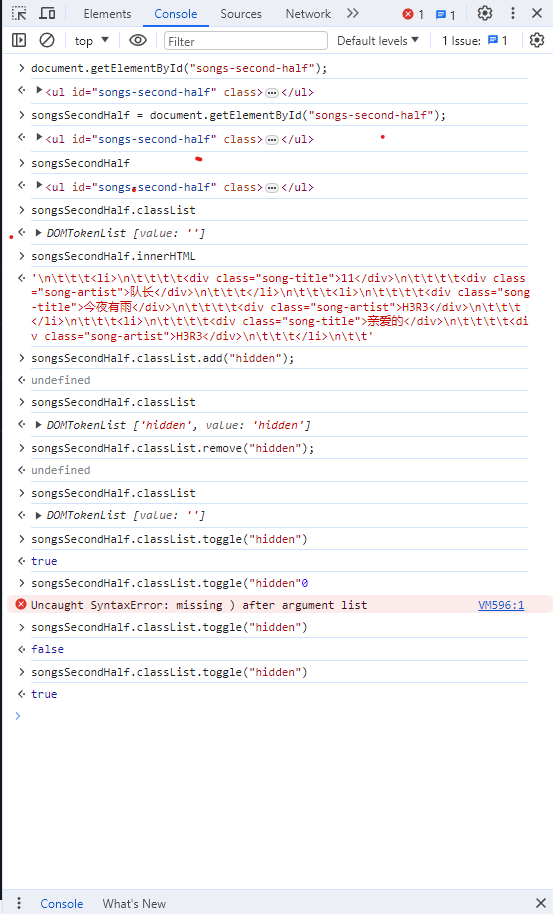 Elements Console Sources Network 1 1
top Filter Default levels 1 Issue: 1
document.getElementById("songs-second-half");
<ul id="songs-second-half" class>…</ul>
songsSecondHalf = document.getElementById("songs-second-half");
<ul id="songs-second-half" class>…</ul>
songsSecondHalf
<ul id="songs-second-half" class>…</ul>
songsSecondHalf.classList
DOMTokenList [value: '']
songsSecondHalf.innerHTML
'\n\t\t\t<li>\n\t\t\t\t<div class="song-title">11</div>\n\t\t\t\t<div class=
"song-artist">队长</div>\n\t\t\t</li>\n\t\t\t<li>\n\t\t\t\t<div class="song
-title">今夜有雨</div>\n\t\t\t\t<div class="song-artist">H3R3</div>\n\t\t\t
</li>\n\t\t\t<li>\n\t\t\t\t<div class="song-title">亲爱的</div>\n\t\t\t\t<d
iv class="song-artist">H3R3</div>\n\t\t\t</li>\n\t\t'
songsSecondHalf.classList.add("hidden");
undefined
songsSecondHalf.classList
DOMTokenList ['hidden', value: 'hidden']
songsSecondHalf.classList.remove("hidden");
undefined
songsSecondHalf.classList
DOMTokenList [value: '']
songsSecondHalf.classList.toggle("hidden")
true
songsSecondHalf.classList.toggle("hidden"0
Uncaught SyntaxError: missing ) after argument list VM596:1
songsSecondHalf.classList.toggle("hidden")
false
songsSecondHalf.classList.toggle("hidden")
true
Console What's New